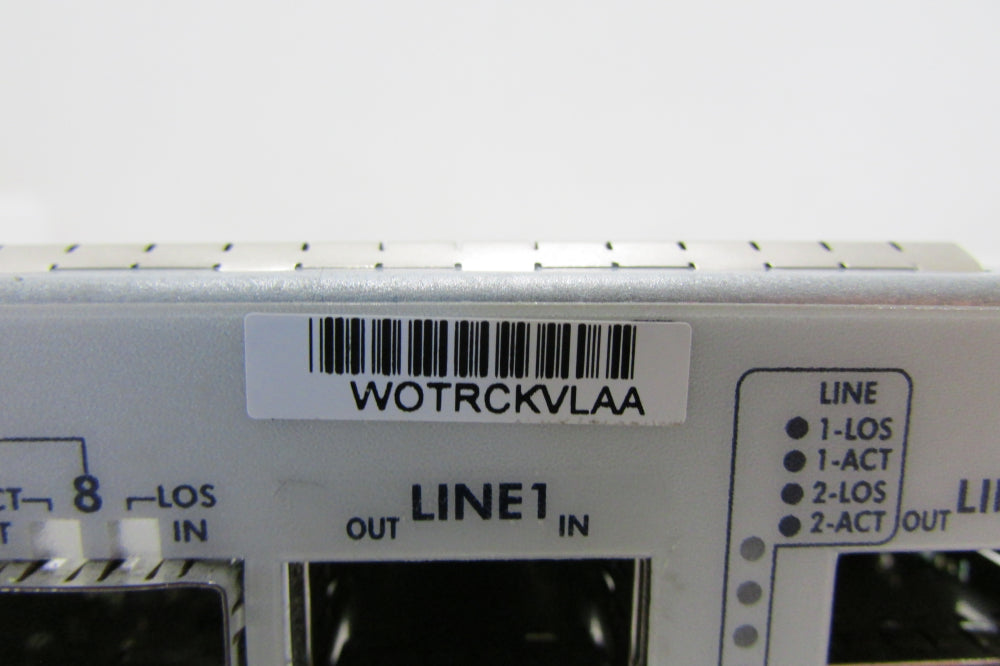 WOTRCKVLAA
LINE
1-LOS
1-ACT
2-LOS
2-ACT
8
LOS
IN
OUT LINE1 IN
OUT